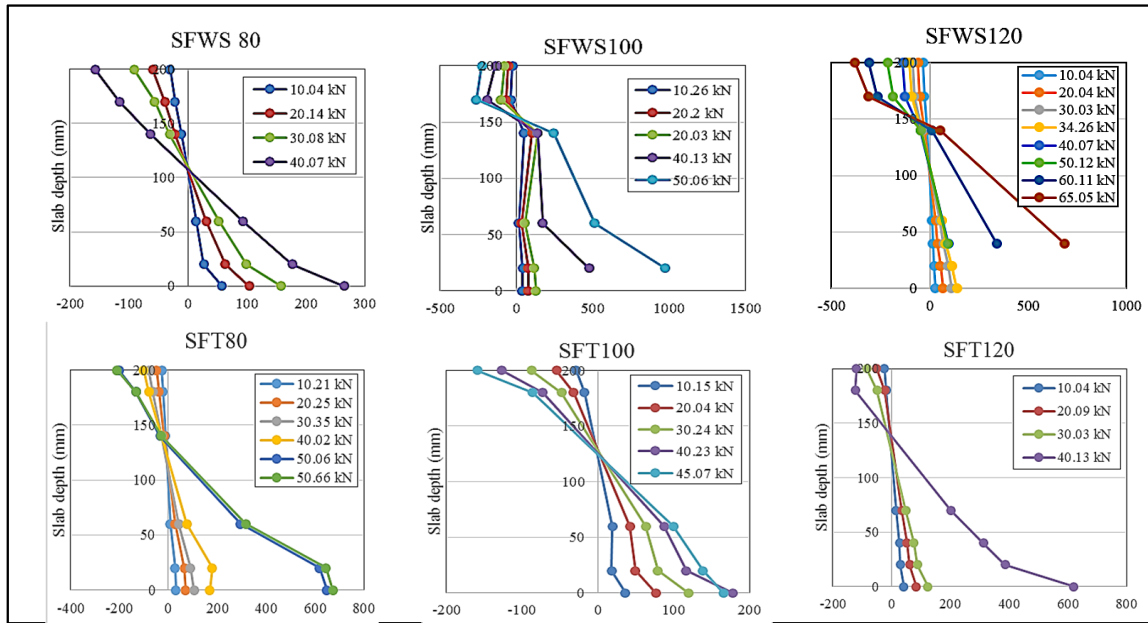 SFWS 80
Slab depth (mm)
200
150
100
50
0
-200 -100 0 100 200 300
10.04 kN
20.14 kN
30.08 kN
40.07 kN
SFWS100
Slab depth (mm)
200
150
100
50
0
-500 0 500 1000 1500
10.26 kN
20.2 kN
20.03 kN
40.13 kN
50.06 kN
SFWS120
Slab depth (mm)
200
150
100
50
0
-500 0 500 1000
10.04 kN
20.04 kN
30.03 kN
34.26 kN
40.07 kN
50.12 kN
60.11 kN
65.05 kN
SFT80
Slab depth (mm)
200
150
100
50
0
-400 -200 0 200 400 600 800
10.21 kN
20.25 kN
30.35 kN
40.02 kN
50.06 kN
50.66 kN
SFT100
Slab depth (mm)
200
150
100
50
0
-200 -100 0 100 200
10.15 kN
20.04 kN
30.24 kN
40.23 kN
45.07 kN
SFT120
Slab depth (mm)
200
150
100
50
0
-200 0 200 400 600 800
10.04 kN
20.09 kN
30.03 kN
40.13 kN